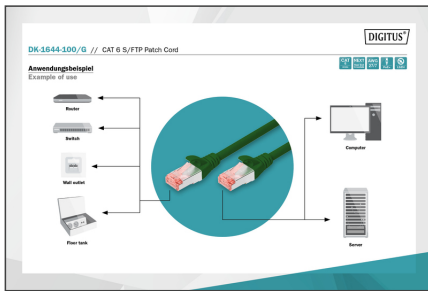 DIGITUS®
DK-1644-100/G // CAT 6 S/FTP Patch Cord
Anwendungsbeispiel
Example of use
Router
Switch
Wall outlet
Floor tank
Computer
Server